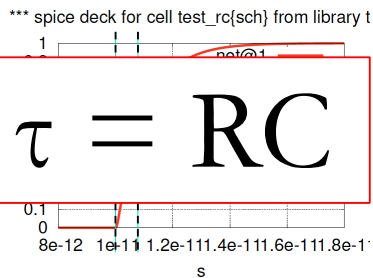 *** spice deck for cell test_rc{sch} from library t
1
net@1
τ = RC
0.1
0
8e-12 1e-11 1.2e-11 1.4e-11 1.6e-11 1.8e-11
s